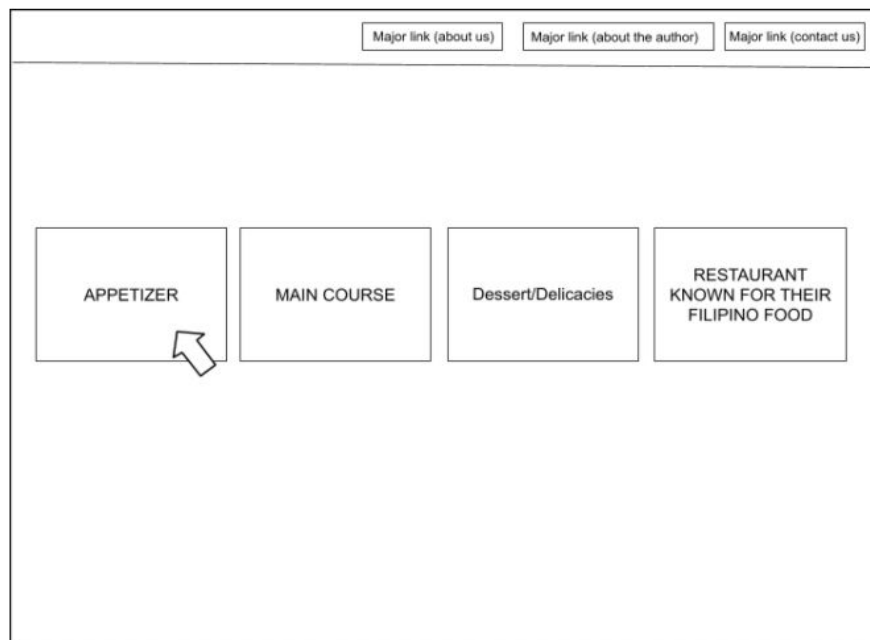 Major link (about us)
Major link (about the author)
Major link (contact us)
APPETIZER
MAIN COURSE
Dessert/Delicacies
RESTAURANT
KNOWN FOR THEIR
FILIPINO FOOD